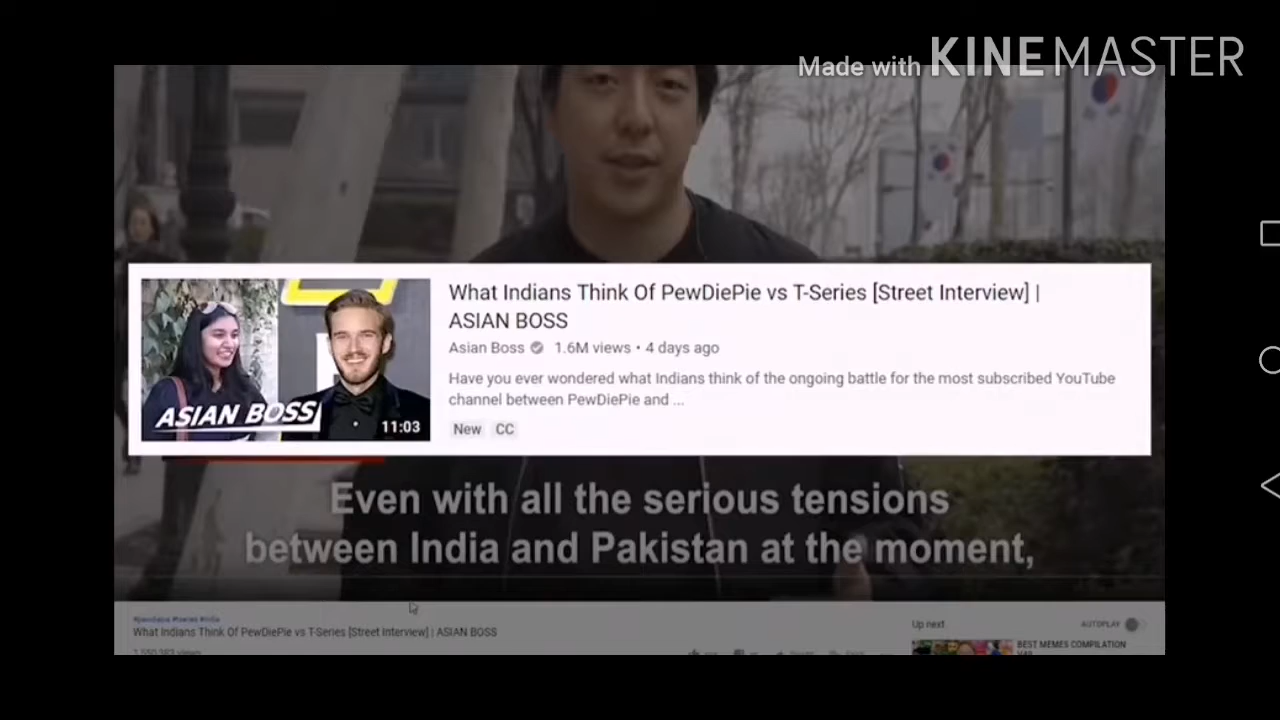 Made with KINEMASTER
What Indians Think Of PewDiePie vs T-Series [Street Interview] |
ASIAN BOSS
Asian Boss 1.6M views • 4 days ago
Have you ever wondered what Indians think of the ongoing battle for the most subscribed YouTube
channel between PewDiePie and ...
New CC
ASIAN BOSS
11:03
Even with all the serious tensions
between India and Pakistan at the moment,
#pewdiepie #tseries #india
What Indians Think Of PewDiePie vs T-Series [Street Interview] | ASIAN BOSS
Up next
AUTOPLAY
BEST MEMES COMPILATION
views